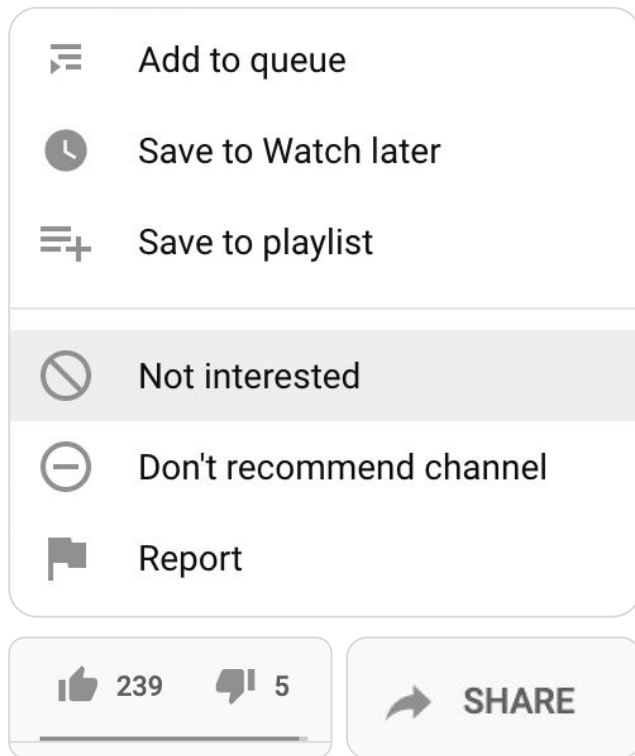 Add to queue
Save to Watch later
Save to playlist
Not interested
Don't recommend channel
Report
239 5
SHARE